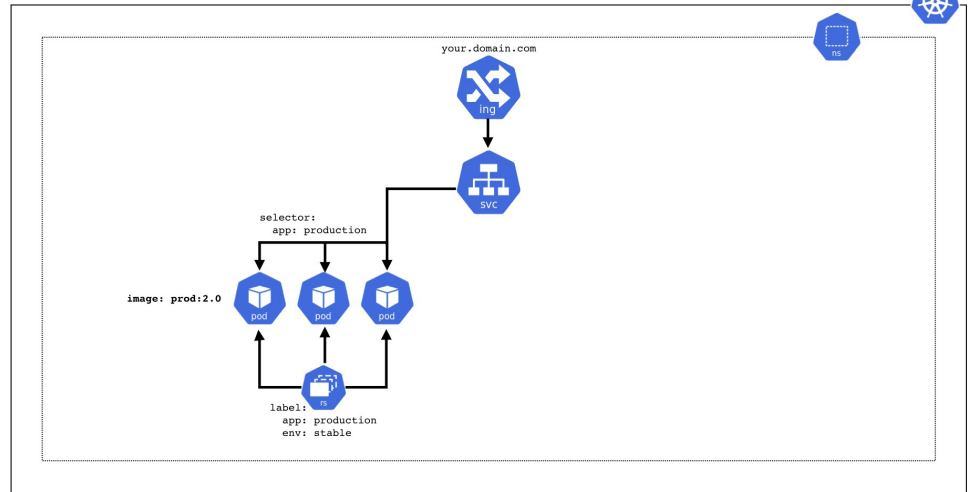 your.domain.com
ns
ing
svc
selector:
app: production
image: prod:2.0
pod
pod
pod
rs
label:
app: production
env: stable